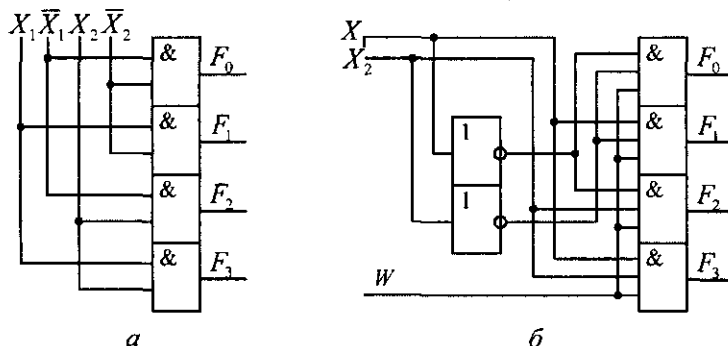 X₁ X̅₁ X₂ X̅₂
& F₀
& F₁
& F₂
& F₃
а
X
X₂
1
1
W
& F₀
& F₁
& F₂
& F₃
б